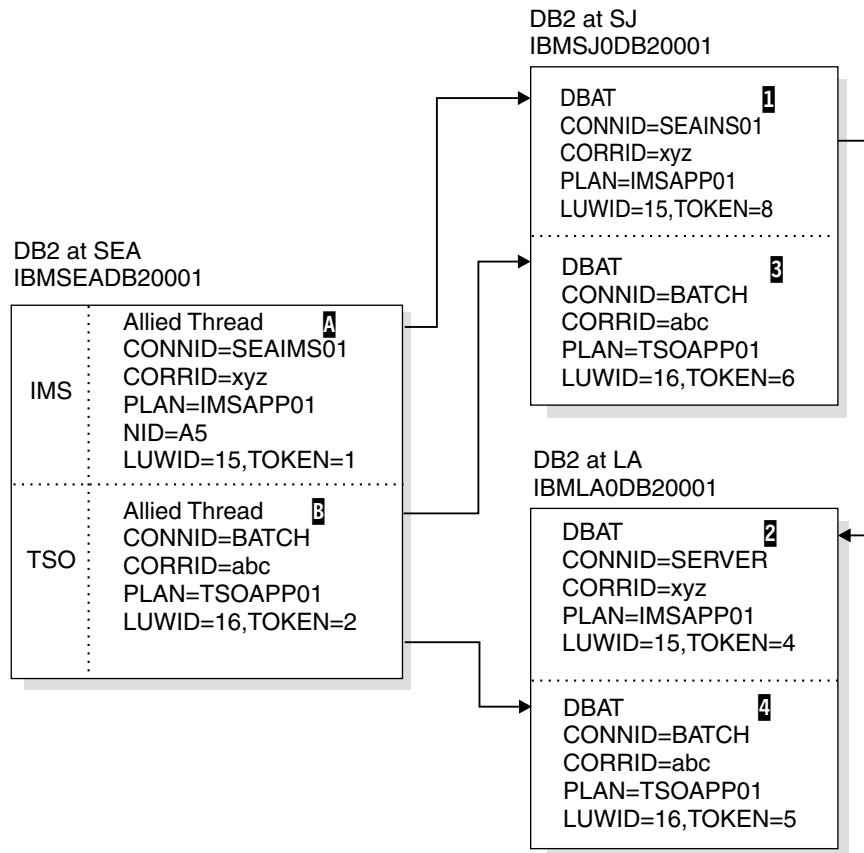 DB2 at SJ
IBMSJ0DB20001
DBAT 1
CONNID=SEAINS01
CORRID=xyz
PLAN=IMSAPP01
LUWID=15,TOKEN=8
DBAT 3
CONNID=BATCH
CORRID=abc
PLAN=TSOAPP01
LUWID=16,TOKEN=6
DB2 at SEA
IBMSEADB20001
IMS
Allied Thread A
CONNID=SEAIMS01
CORRID=xyz
PLAN=IMSAPP01
NID=A5
LUWID=15,TOKEN=1
TSO
Allied Thread B
CONNID=BATCH
CORRID=abc
PLAN=TSOAPP01
LUWID=16,TOKEN=2
DB2 at LA
IBMLA0DB20001
DBAT 2
CONNID=SERVER
CORRID=xyz
PLAN=IMSAPP01
LUWID=15,TOKEN=4
DBAT 4
CONNID=BATCH
CORRID=abc
PLAN=TSOAPP01
LUWID=16,TOKEN=5